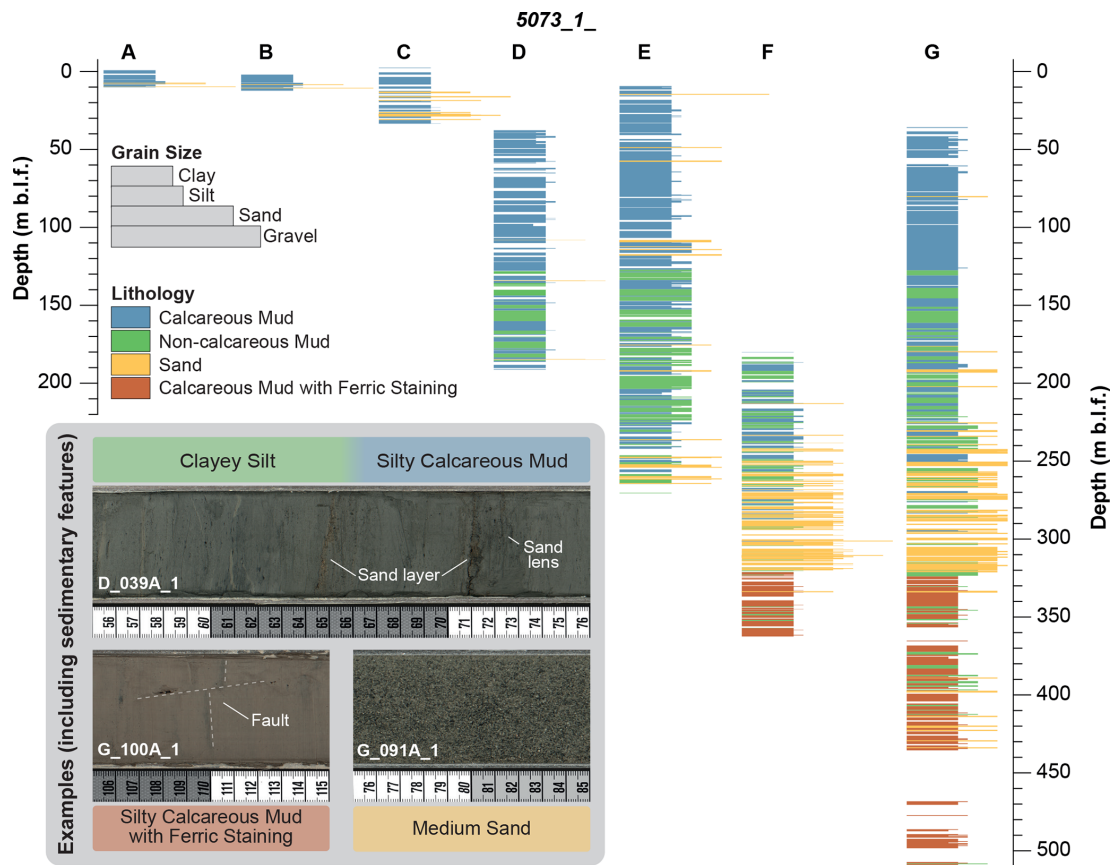 5073_1_
A
B
C
D
E
F
G
0
50
100
150
200
Depth (m b.l.f.)
0
50
100
150
200
250
300
350
400
450
500
Depth (m b.l.f.)
Grain Size
Clay
Silt
Sand
Gravel
Lithology
Calcareous Mud
Non-calcareous Mud
Sand
Calcareous Mud with Ferric Staining
Examples (including sedimentary features)
Clayey Silt
Silty Calcareous Mud
Sand layer
Sand
lens
D_039A_1
56 57 58 59 60 61 62 63 64 65 66 67 68 69 70 71 72 73 74 75 76
Fault
G_100A_1
106 107 108 109 110 111 112 113 114 115
G_091A_1
76 77 78 79 80 81 82 83 84 85
Silty Calcareous Mud
with Ferric Staining
Medium Sand